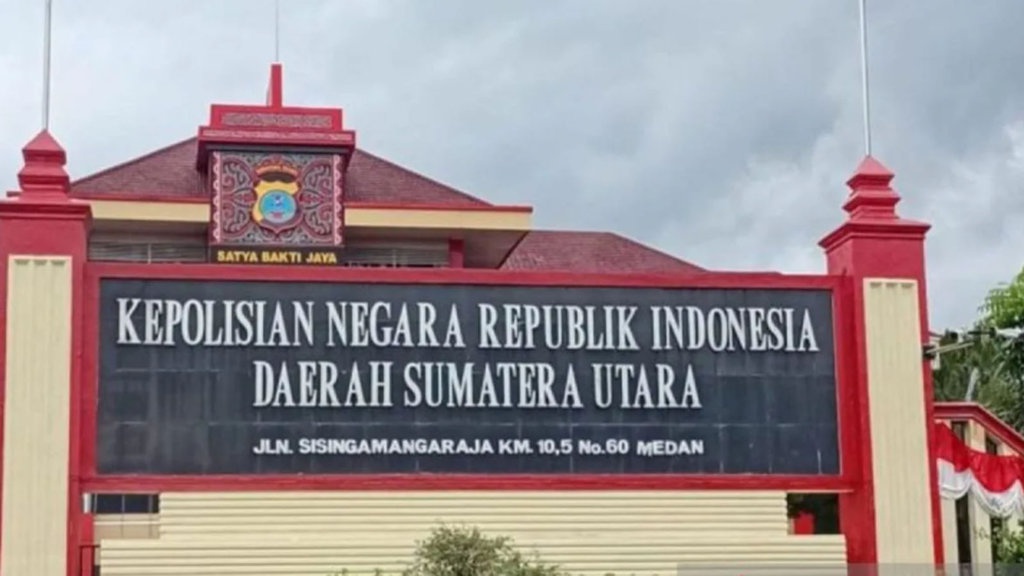 SATYA BAKTI JAYA
KEPOLISIAN NEGARA REPUBLIK INDONESIA
DAERAH SUMATERA UTARA
JLN. SISINGAMANGARAJA KM. 10,5 No.60 MEDAN